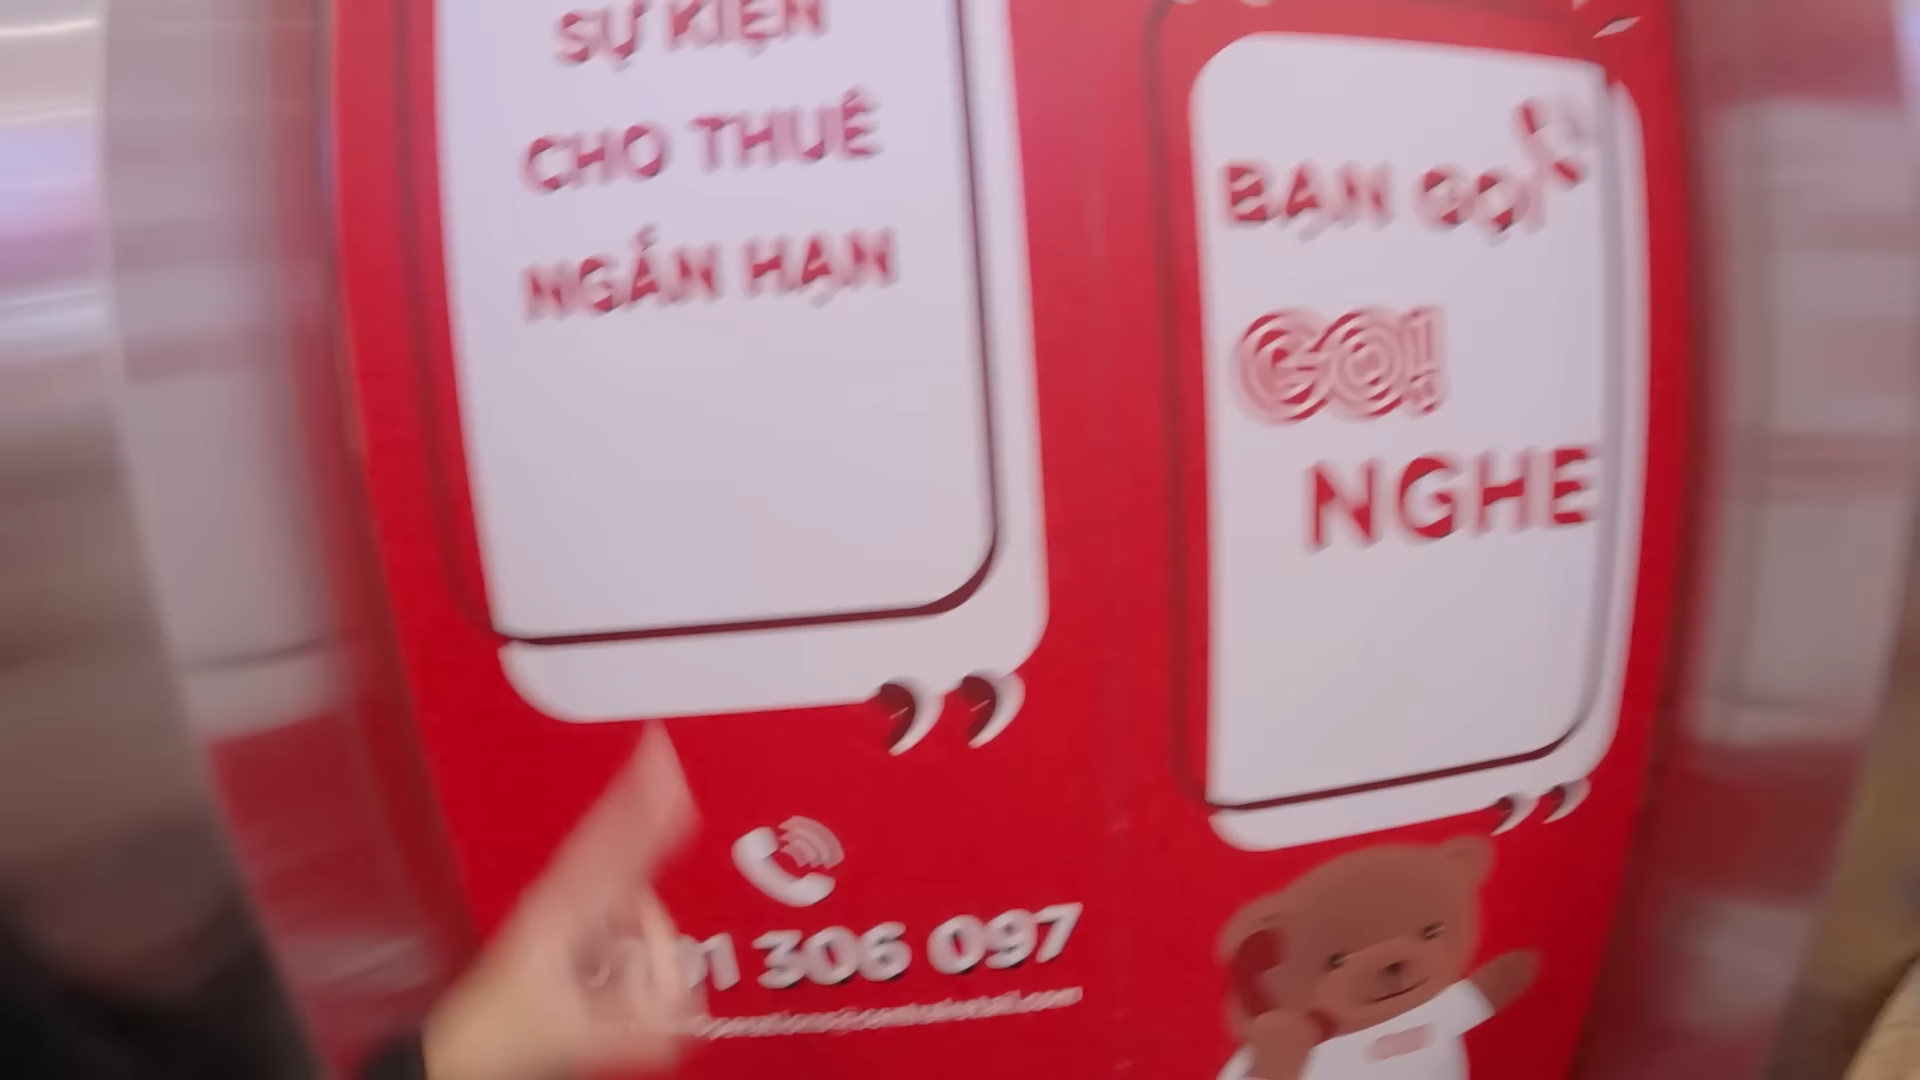 SỰ KIỆN
CHO THUÊ
NGẮN HẠN
306 097
BẠN GỌI
GO!
NGHE